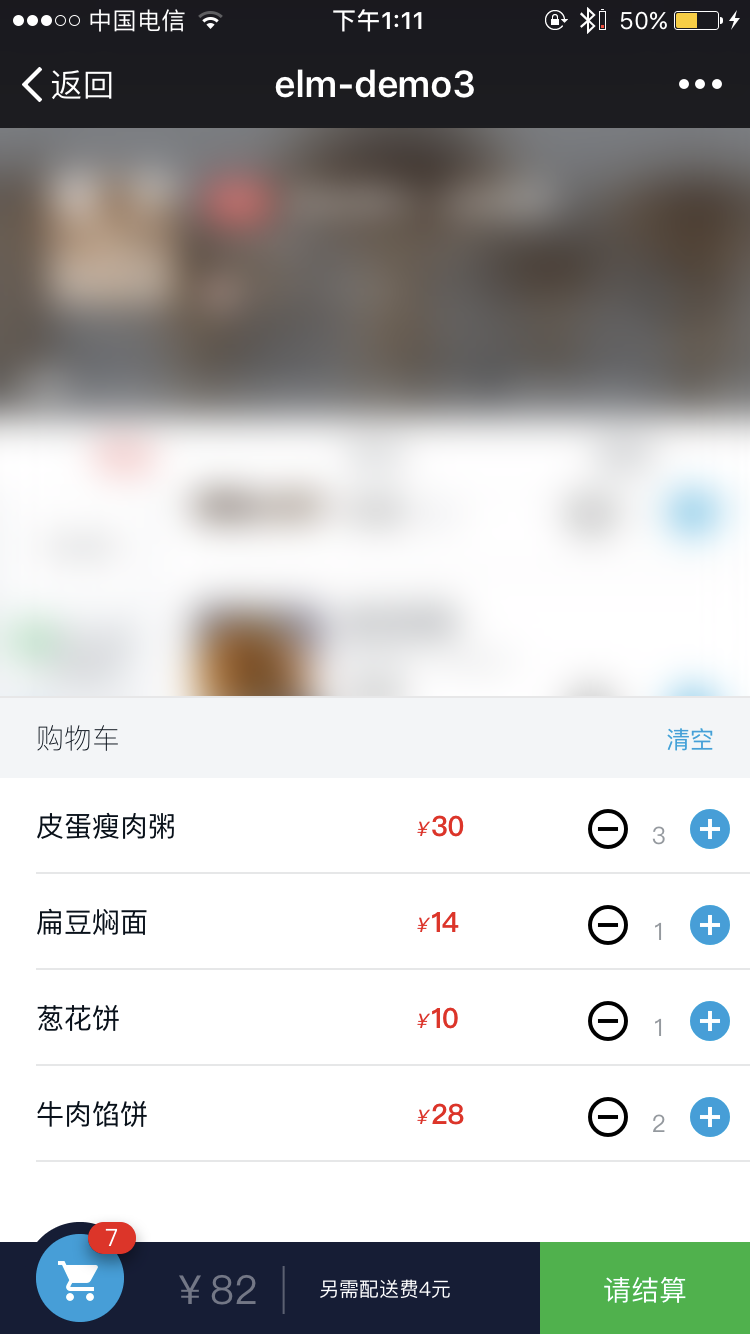 中国电信 下午1:11 50%
返回 elm-demo3
购物车 清空
皮蛋瘦肉粥 ¥30 3
扁豆焖面 ¥14 1
葱花饼 ¥10 1
牛肉馅饼 ¥28 2
7
¥82 另需配送费4元 请结算